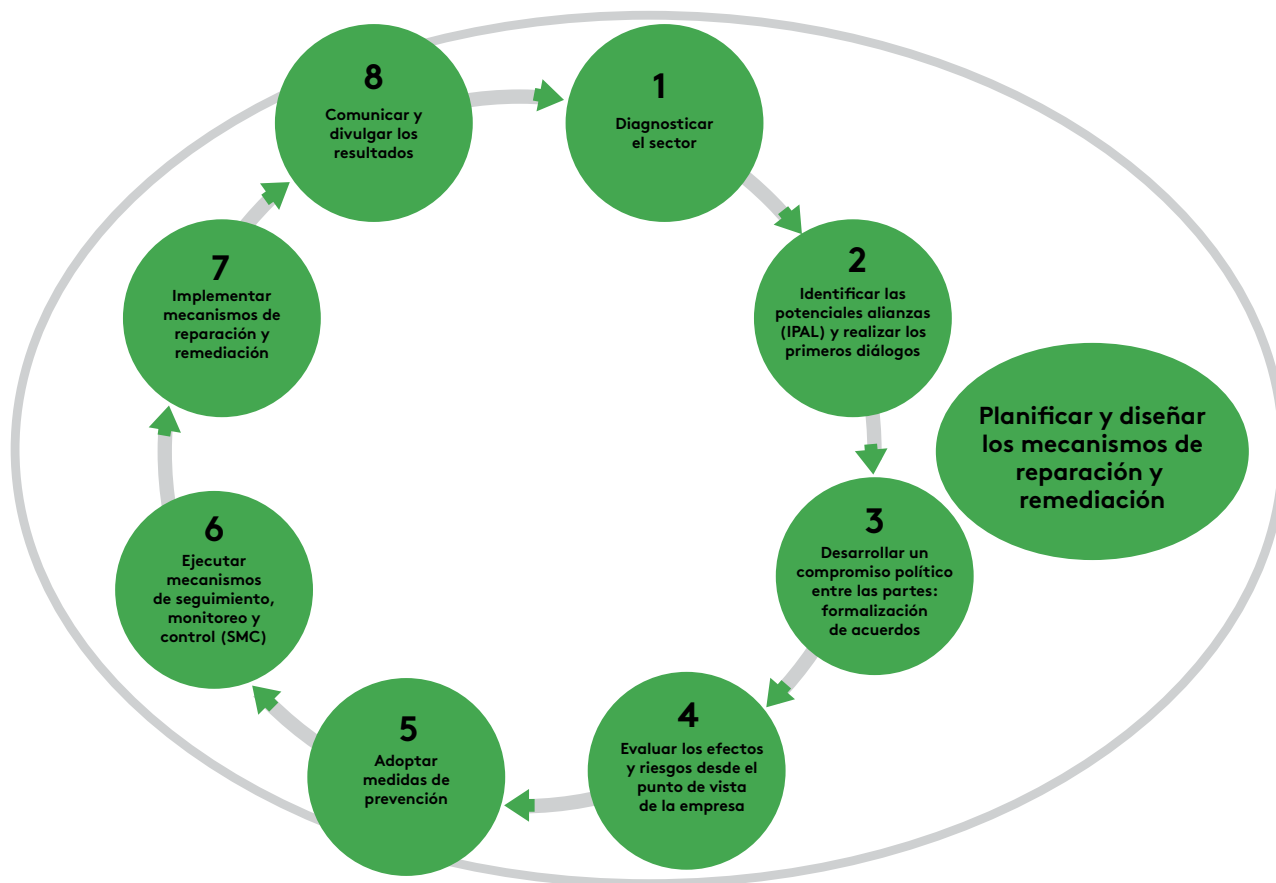 1
Diagnosticar
el sector
2
Identificar las
potenciales alianzas
(IPAL) y realizar los
primeros diálogos
3
Desarrollar un
compromiso político
entre las partes:
formalización
de acuerdos
4
Evaluar los efectos
y riesgos desde el
punto de vista
de la empresa
5
Adoptar
medidas de
prevención
6
Ejecutar
mecanismos
de seguimiento,
monitoreo y
control (SMC)
7
Implementar
mecanismos de
reparación y
remediación
8
Comunicar y
divulgar los
resultados
Planificar y diseñar
los mecanismos de
reparación y
remediación